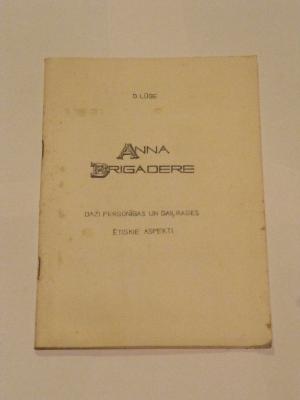 D. LŪSE
ANNA
BRIGADERE
DAŽI PERSONĪBAS UN DAIĻRADES
ĒTISKIE ASPEKTI